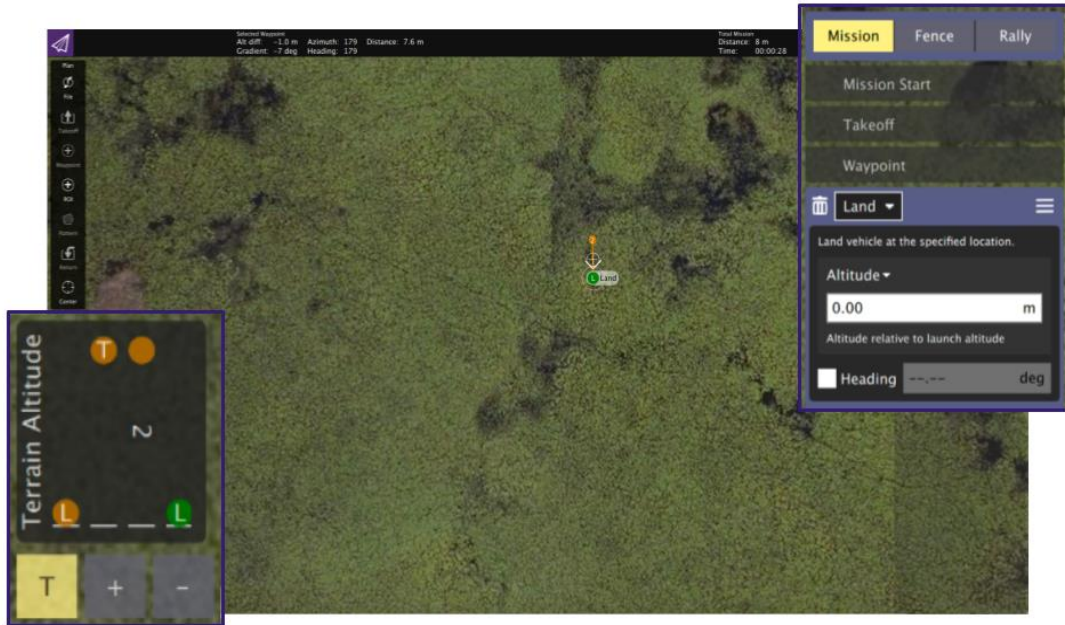 Selected Waypoint
Alt diff: -1.0 m Azimuth: 179 Distance: 7.6 m
Gradient: -7 deg Heading: 179
Total Mission
Distance: 8 m
Time: 00:00:28
Plan
File
Takeoff
Waypoint
ROI
Pattern
Return
Center
2
L Land
Mission Fence Rally
Mission Start
Takeoff
Waypoint
Land
Land vehicle at the specified location.
Altitude
0.00 m
Altitude relative to launch altitude
Heading --.-- deg
Terrain Altitude
T
2
L L
T + -